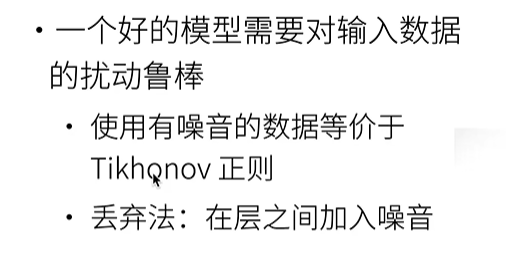 • 一个好的模型需要对输入数据
的扰动鲁棒
• 使用有噪音的数据等价于
Tikhonov 正则
• 丢弃法：在层之间加入噪音